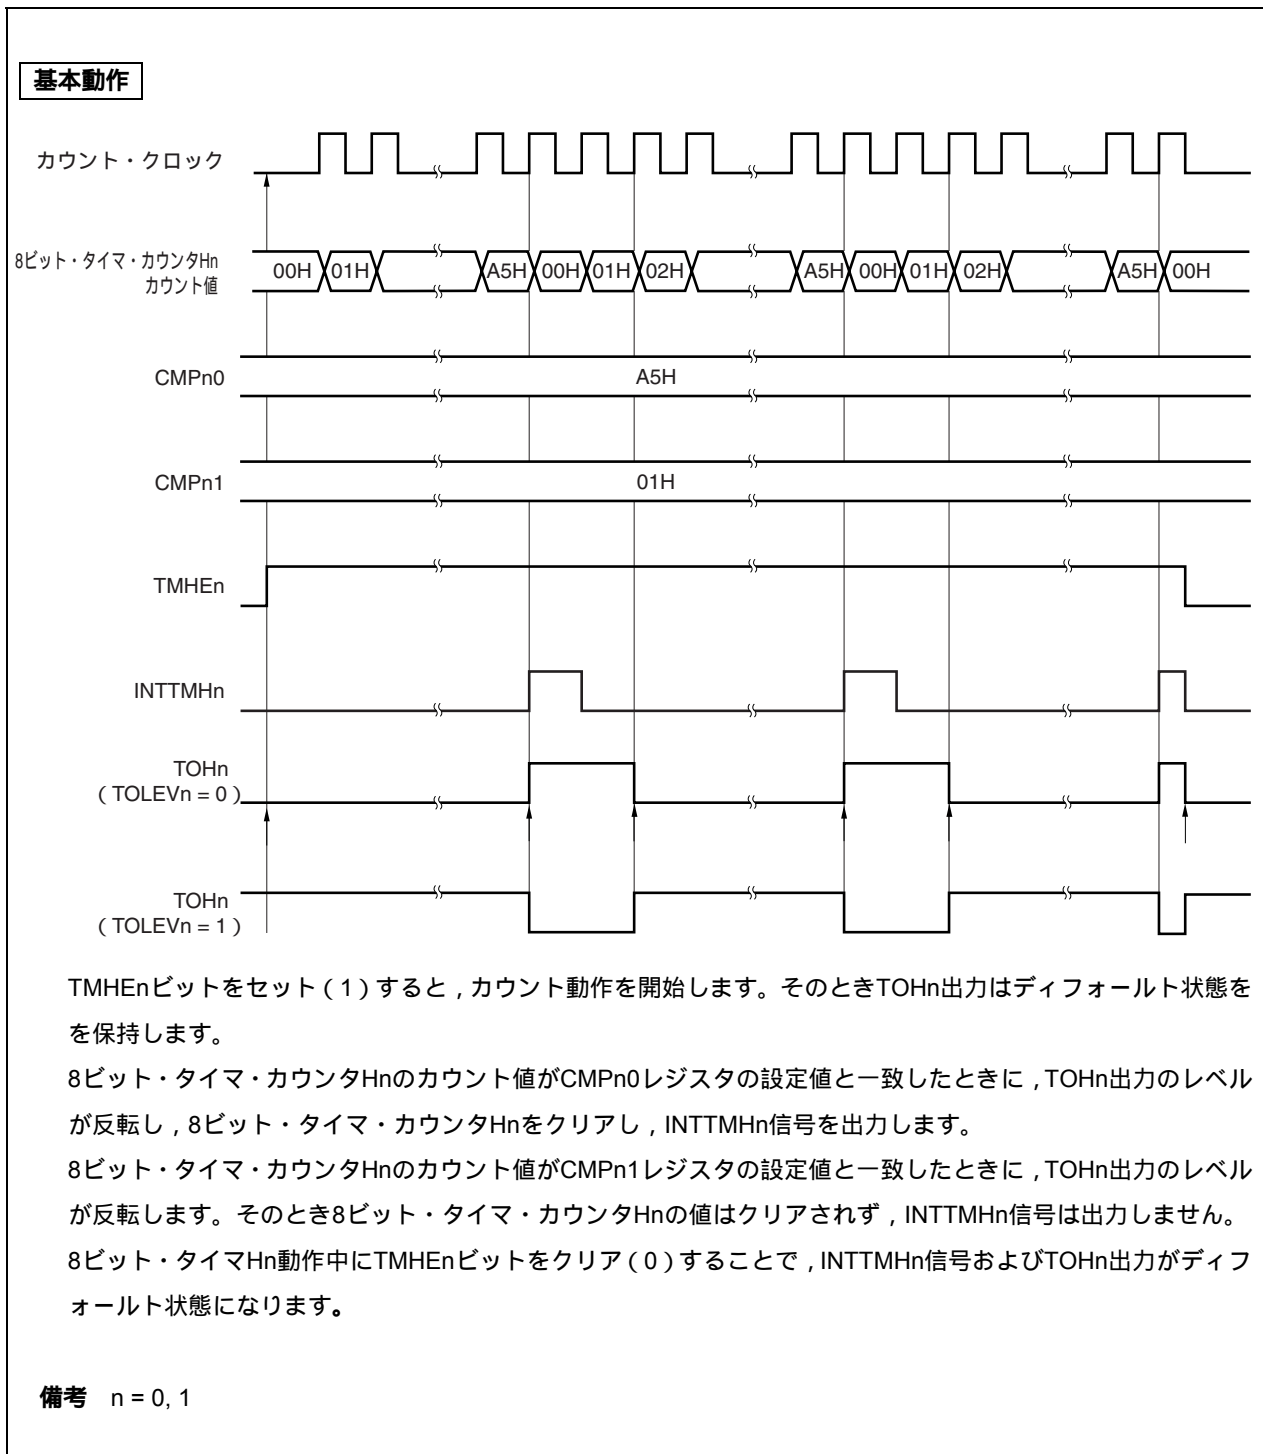 基本動作
カウント・クロック
8ビット・タイマ・カウンタHn
カウント値
00H 01H A5H 00H 01H 02H A5H 00H 01H 02H A5H 00H
CMPn0 A5H
CMPn1 01H
TMHEn
INTTMHn
TOHn
(TOLEVn = 0)
TOHn
(TOLEVn = 1)
TMHEnビットをセット(1)すると,カウント動作を開始します。そのときTOHn出力はディフォールト状態を
を保持します。
8ビット・タイマ・カウンタHnのカウント値がCMPn0レジスタの設定値と一致したときに,TOHn出力のレベル
が反転し,8ビット・タイマ・カウンタHnをクリアし,INTTMHn信号を出力します。
8ビット・タイマ・カウンタHnのカウント値がCMPn1レジスタの設定値と一致したときに,TOHn出力のレベル
が反転します。そのとき8ビット・タイマ・カウンタHnの値はクリアされず,INTTMHn信号は出力しません。
8ビット・タイマHn動作中にTMHEnビットをクリア(0)することで,INTTMHn信号およびTOHn出力がディフ
ォールト状態になります。
備考 n = 0, 1